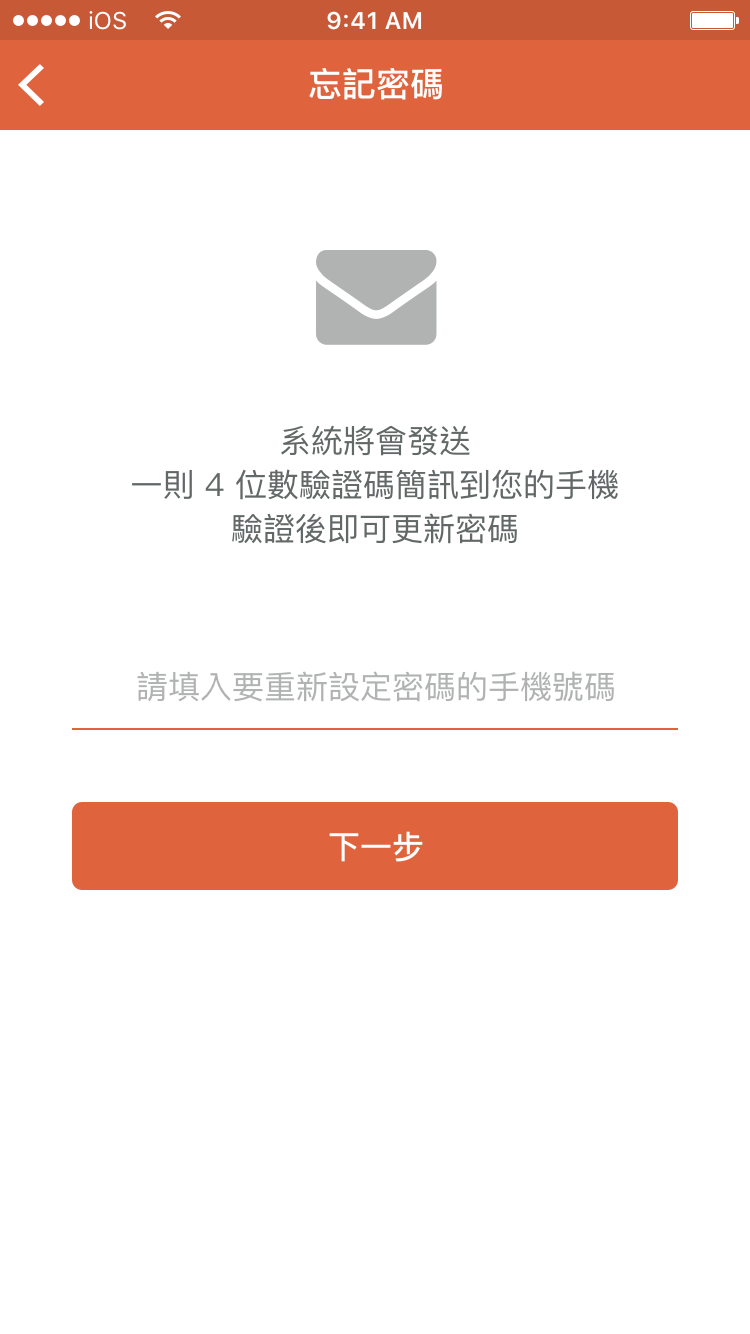 iOS 9:41 AM
忘記密碼
系統將會發送
一則 4 位數驗證碼簡訊到您的手機
驗證後即可更新密碼
請填入要重新設定密碼的手機號碼
下一步